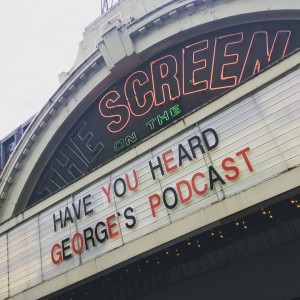 THE SCREEN
ON THE
HAVE YOU HEARD
GEORGE'S PODCAST